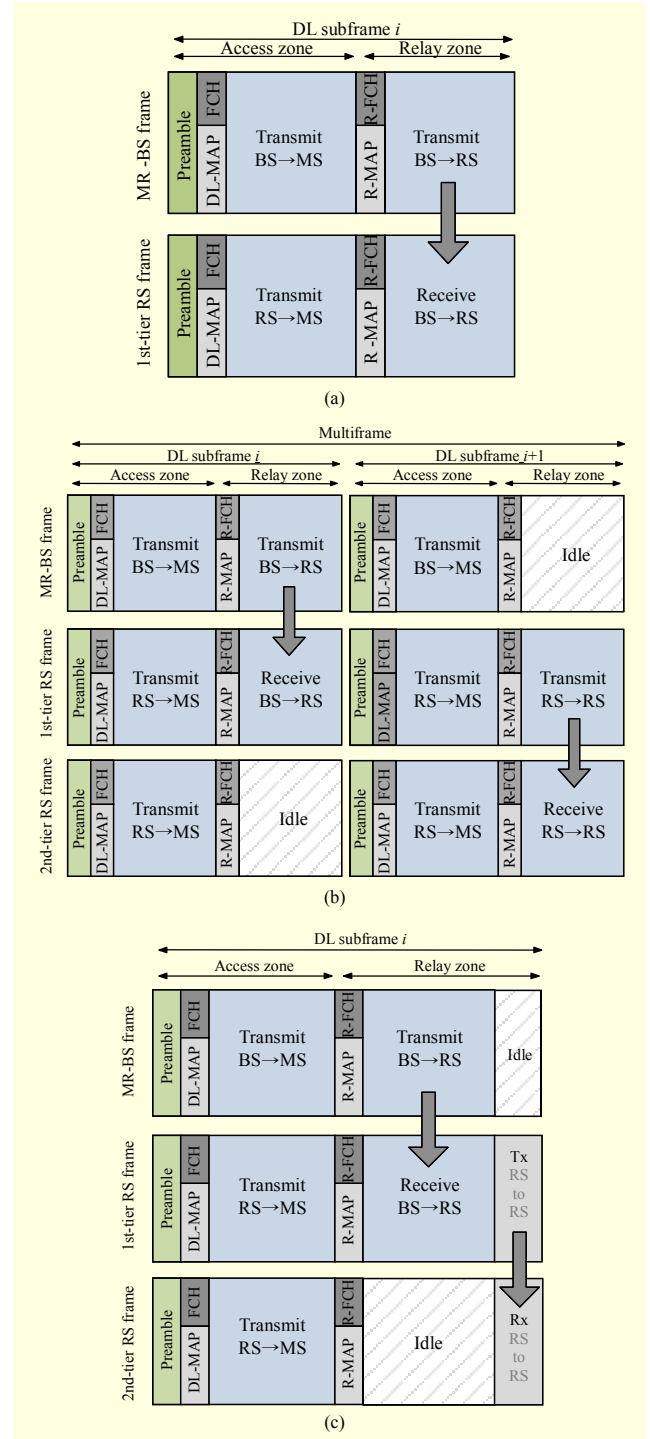 DL subframe i
Access zone
Relay zone
MR -BS frame
Preamble
FCH
DL-MAP
Transmit
BS→MS
R-FCH
R-MAP
Transmit
BS→RS
1st-tier RS frame
Preamble
FCH
DL-MAP
Transmit
RS→MS
R-FCH
R -MAP
Receive
BS→RS
(a)
Multiframe
DL subframe i
DL subframe i+1
Access zone
Relay zone
Access zone
Relay zone
MR-BS frame
Preamble
FCH
DL-MAP
Transmit
BS→MS
R-FCH
R-MAP
Transmit
BS→RS
Preamble
FCH
DL-MAP
Transmit
BS→MS
R-FCH
R-MAP
Idle
1st-tier RS frame
Preamble
FCH
DL-MAP
Transmit
RS→MS
R-FCH
R-MAP
Receive
BS→RS
Preamble
FCH
DL-MAP
Transmit
RS→MS
R-FCH
R-MAP
Transmit
RS→RS
2nd-tier RS frame
Preamble
FCH
DL-MAP
Transmit
RS→MS
R-FCH
R-MAP
Idle
Preamble
FCH
DL-MAP
Transmit
RS→MS
R-FCH
R-MAP
Receive
RS→RS
(b)
DL subframe i
Access zone
Relay zone
MR-BS frame
Preamble
FCH
DL-MAP
Transmit
BS→MS
R-FCH
R-MAP
Transmit
BS→RS
Idle
1st-tier RS frame
Preamble
FCH
DL-MAP
Transmit
RS→MS
R-FCH
R-MAP
Receive
BS→RS
Tx
RS
to
RS
2nd-tier RS frame
Preamble
FCH
DL-MAP
Transmit
RS→MS
R-FCH
R-MAP
Idle
Rx
RS
to
RS
(c)